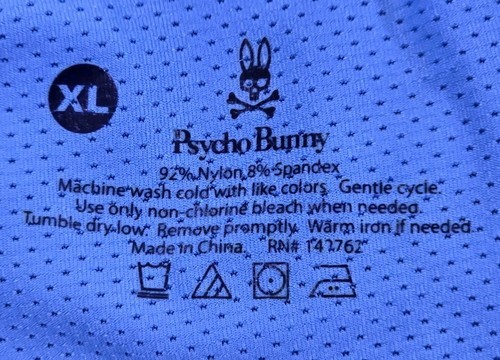 XL
Psycho Bunny
92% Nylon 8% Spandex
Machine wash cold with like colors. Gentle cycle.
Use only non-chlorine bleach when needed.
Tumble dry low. Remove promptly. Warm iron if needed.
Made in China. RN# 142762